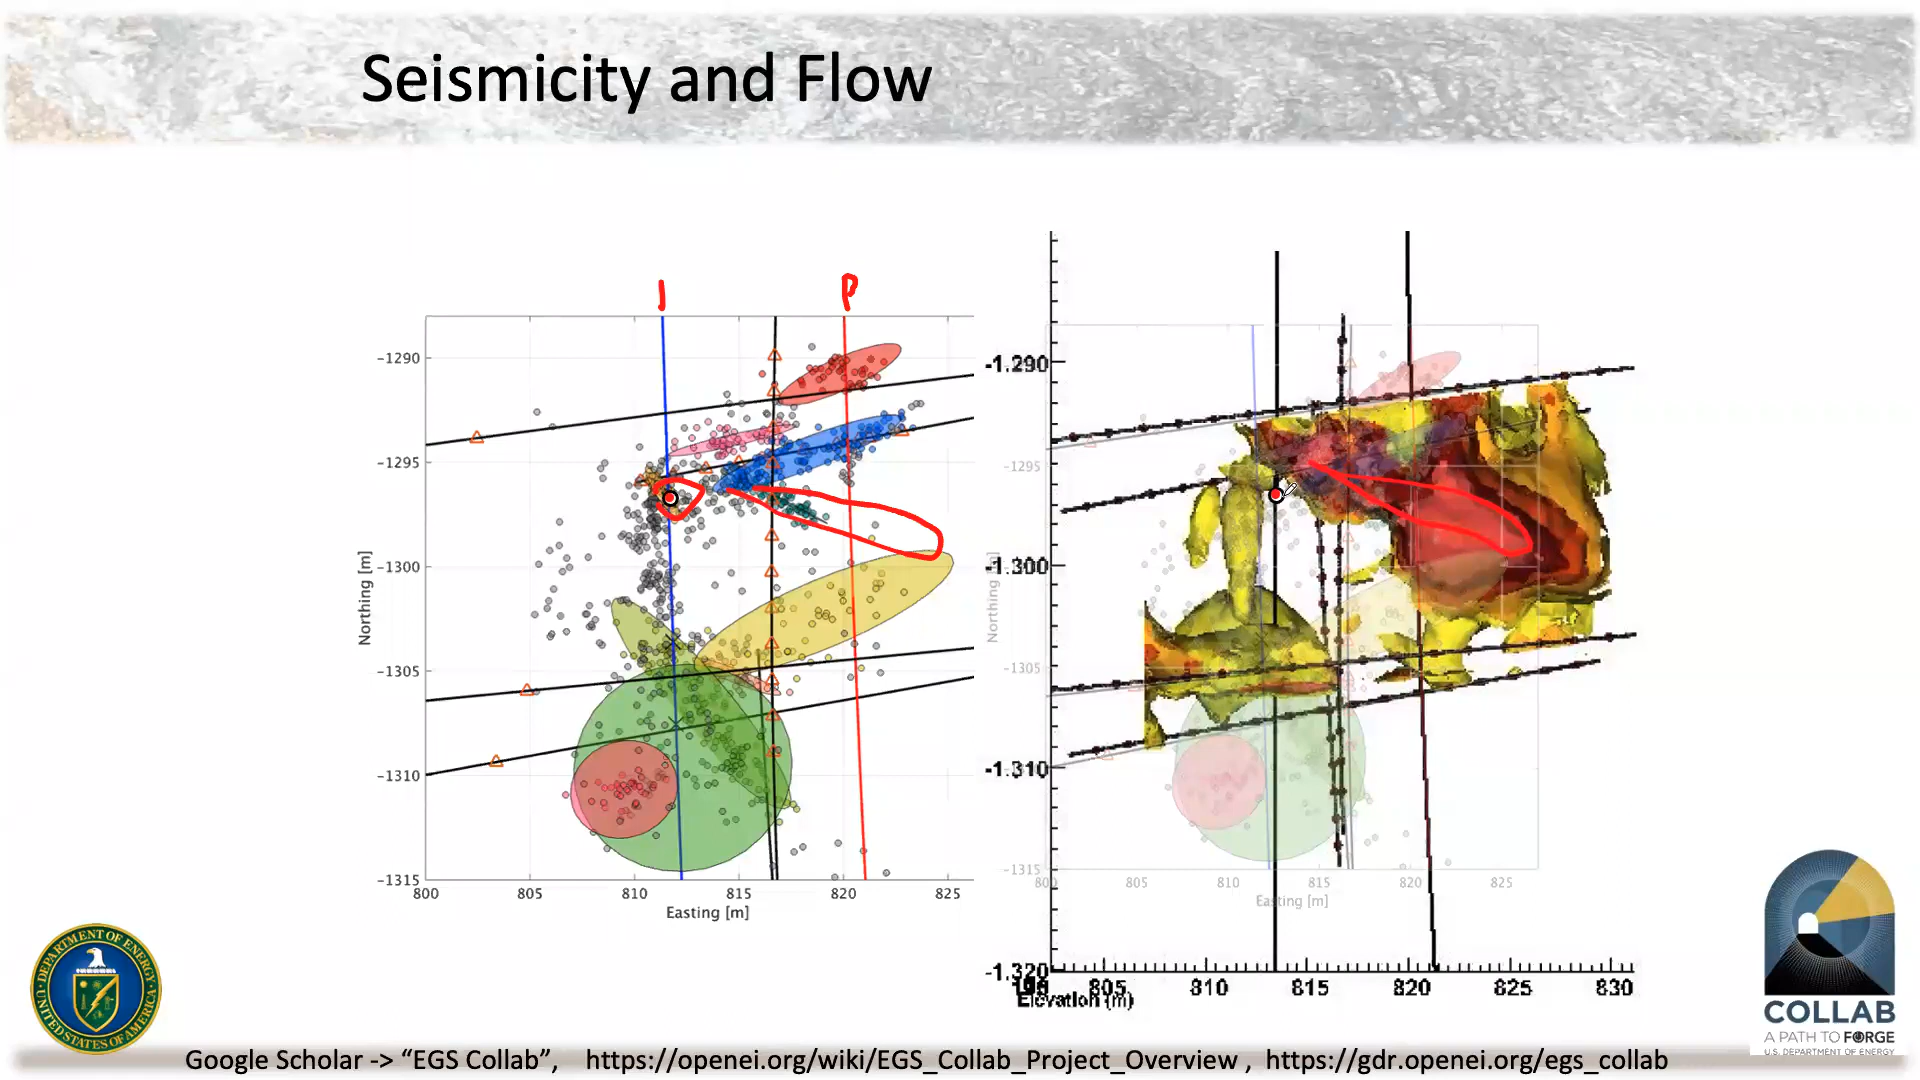 Seismicity and Flow
I P
-1290
-1295
-1300
-1305
-1310
-1315
Northing [m]
800 805 810 815 820 825
Easting [m]
-1.290
-1295
-1.300
-1305
-1.310
-1315
-1.320
Northing [m]
800 805 810 815 820 825
Easting [m]
805 810 815 820 825 830
Elevation (m)
DEPARTMENT OF ENERGY
UNITED STATES OF AMERICA
COLLAB
A PATH TO FORGE
U.S. DEPARTMENT OF ENERGY
Google Scholar -> “EGS Collab”, https://openei.org/wiki/EGS_Collab_Project_Overview , https://gdr.openei.org/egs_collab